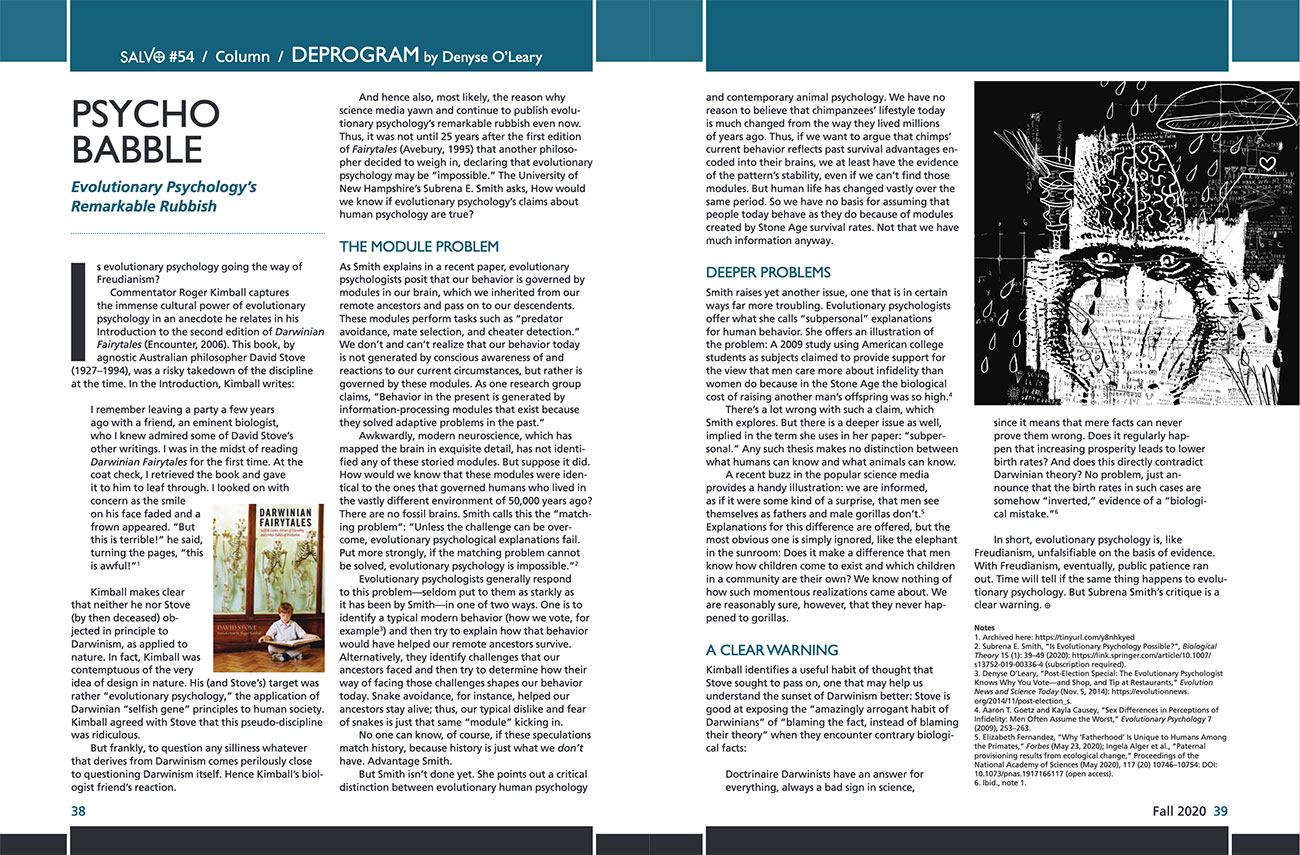 SALVO #54 / Column / DEPROGRAM by Denyse O'Leary
PSYCHO
BABBLE
Evolutionary Psychology's
Remarkable Rubbish
Is evolutionary psychology going the way of
Freudianism?
Commentator Roger Kimball captures
the immense cultural power of evolutionary
psychology in an anecdote he relates in his
Introduction to the second edition of Darwinian
Fairytales (Encounter, 2006). This book, by
agnostic Australian philosopher David Stove
(1927–1994), was a risky takedown of the discipline
at the time. In the Introduction, Kimball writes:
I remember leaving a party a few years
ago with a friend, an eminent biologist,
who I knew admired some of David Stove's
other writings. I was in the midst of reading
Darwinian Fairytales for the first time. At the
coat check, I retrieved the book and gave
it to him to leaf through. I looked on with
concern as the smile
on his face faded and a
frown appeared. "But
this is terrible!" he said,
turning the pages, "this
is awful!"1
DARWINIAN
FAIRYTALES
DAVID STOVE
Kimball makes clear
that neither he nor Stove
(by then deceased) ob-
jected in principle to
Darwinism, as applied to
nature. In fact, Kimball was
contemptuous of the very
idea of design in nature. His (and Stove's) target was
rather "evolutionary psychology," the application of
Darwinian "selfish gene" principles to human society.
Kimball agreed with Stove that this pseudo-discipline
was ridiculous.
But frankly, to question any silliness whatever
that derives from Darwinism comes perilously close
to questioning Darwinism itself. Hence Kimball's biol-
ogist friend's reaction.
38
And hence also, most likely, the reason why
science media yawn and continue to publish evolu-
tionary psychology's remarkable rubbish even now.
Thus, it was not until 25 years after the first edition
of Fairytales (Avebury, 1995) that another philoso-
pher decided to weigh in, declaring that evolutionary
psychology may be "impossible." The University of
New Hampshire's Subrena E. Smith asks, How would
we know if evolutionary psychology's claims about
human psychology are true?
THE MODULE PROBLEM
As Smith explains in a recent paper, evolutionary
psychologists posit that our behavior is governed by
modules in our brain, which we inherited from our
remote ancestors and pass on to our descendents.
These modules perform tasks such as "predator
avoidance, mate selection, and cheater detection."
We don't and can't realize that our behavior today
is not generated by conscious awareness of and
reactions to our current circumstances, but rather is
governed by these modules. As one research group
claims, "Behavior in the present is generated by
information-processing modules that exist because
they solved adaptive problems in the past."
Awkwardly, modern neuroscience, which has
mapped the brain in exquisite detail, has not identi-
fied any of these storied modules. But suppose it did.
How would we know that these modules were iden-
tical to the ones that governed humans who lived in
the vastly different environment of 50,000 years ago?
There are no fossil brains. Smith calls this the "match-
ing problem": "Unless the challenge can be over-
come, evolutionary psychological explanations fail.
Put more strongly, if the matching problem cannot
be solved, evolutionary psychology is impossible."2
Evolutionary psychologists generally respond
to this problem—seldom put to them as starkly as
it has been by Smith—in one of two ways. One is to
identify a typical modern behavior (how we vote, for
example3) and then try to explain how that behavior
would have helped our remote ancestors survive.
Alternatively, they identify challenges that our
ancestors faced and then try to determine how their
way of facing those challenges shapes our behavior
today. Snake avoidance, for instance, helped our
ancestors stay alive; thus, our typical dislike and fear
of snakes is just that same "module" kicking in.
No one can know, of course, if these speculations
match history, because history is just what we don't
have. Advantage Smith.
But Smith isn't done yet. She points out a critical
distinction between evolutionary human psychology
and contemporary animal psychology. We have no
reason to believe that chimpanzees' lifestyle today
is much changed from the way they lived millions
of years ago. Thus, if we want to argue that chimps'
current behavior reflects past survival advantages en-
coded into their brains, we at least have the evidence
of the pattern's stability, even if we can't find those
modules. But human life has changed vastly over the
same period. So we have no basis for assuming that
people today behave as they do because of modules
created by Stone Age survival rates. Not that we have
much information anyway.
DEEPER PROBLEMS
Smith raises yet another issue, one that is in certain
ways far more troubling. Evolutionary psychologists
offer what she calls "subpersonal" explanations
for human behavior. She offers an illustration of
the problem: A 2009 study using American college
students as subjects claimed to provide support for
the view that men care more about infidelity than
women do because in the Stone Age the biological
cost of raising another man's offspring was so high.4
There's a lot wrong with such a claim, which
Smith explores. But there is a deeper issue as well,
implied in the term she uses in her paper: "subper-
sonal." Any such thesis makes no distinction between
what humans can know and what animals can know.
A recent buzz in the popular science media
provides a handy illustration: we are informed,
as if it were some kind of a surprise, that men see
themselves as fathers and male gorillas don't.5
Explanations for this difference are offered, but the
most obvious one is simply ignored, like the elephant
in the sunroom: Does it make a difference that men
know how children come to exist and which children
in a community are their own? We know nothing of
how such momentous realizations came about. We
are reasonably sure, however, that they never hap-
pened to gorillas.
A CLEAR WARNING
Kimball identifies a useful habit of thought that
Stove sought to pass on, one that may help us
understand the sunset of Darwinism better: Stove is
good at exposing the "amazingly arrogant habit of
Darwinians" of "blaming the fact, instead of blaming
their theory" when they encounter contrary biologi-
cal facts:
Doctrinaire Darwinists have an answer for
everything, always a bad sign in science,
since it means that mere facts can never
prove them wrong. Does it regularly hap-
pen that increasing prosperity leads to lower
birth rates? And does this directly contradict
Darwinian theory? No problem, just an-
nounce that the birth rates in such cases are
somehow "inverted," evidence of a "biologi-
cal mistake."6
In short, evolutionary psychology is, like
Freudianism, unfalsifiable on the basis of evidence.
With Freudianism, eventually, public patience ran
out. Time will tell if the same thing happens to evolu-
tionary psychology. But Subrena Smith's critique is a
clear warning.
Notes
1. Archived here: https://tinyurl.com/y8nhkyed
2. Subrena E. Smith, "Is Evolutionary Psychology Possible?", Biological
Theory 15 (1): 39–49 (2020): https://link.springer.com/article/10.1007/
s13752-019-00336-4 (subscription required).
3. Denyse O'Leary, "Post-Election Special: The Evolutionary Psychologist
Knows Why You Vote—and Shop, and Tip at Restaurants," Evolution
News and Science Today (Nov. 5, 2014): https://evolutionnews.
org/2014/11/post-election_s.
4. Aaron T. Goetz and Kayla Causey, "Sex Differences in Perceptions of
Infidelity: Men Often Assume the Worst," Evolutionary Psychology 7
(2009), 253–263.
5. Elizabeth Fernandez, "Why 'Fatherhood' Is Unique to Humans Among
the Primates," Forbes (May 23, 2020); Ingela Alger et al., "Paternal
provisioning results from ecological change," Proceedings of the
National Academy of Sciences (May 2020), 117 (20) 10746–10754: DOI:
10.1073/pnas.1917166117 (open access).
6. Ibid., note 1.
Fall 2020 39